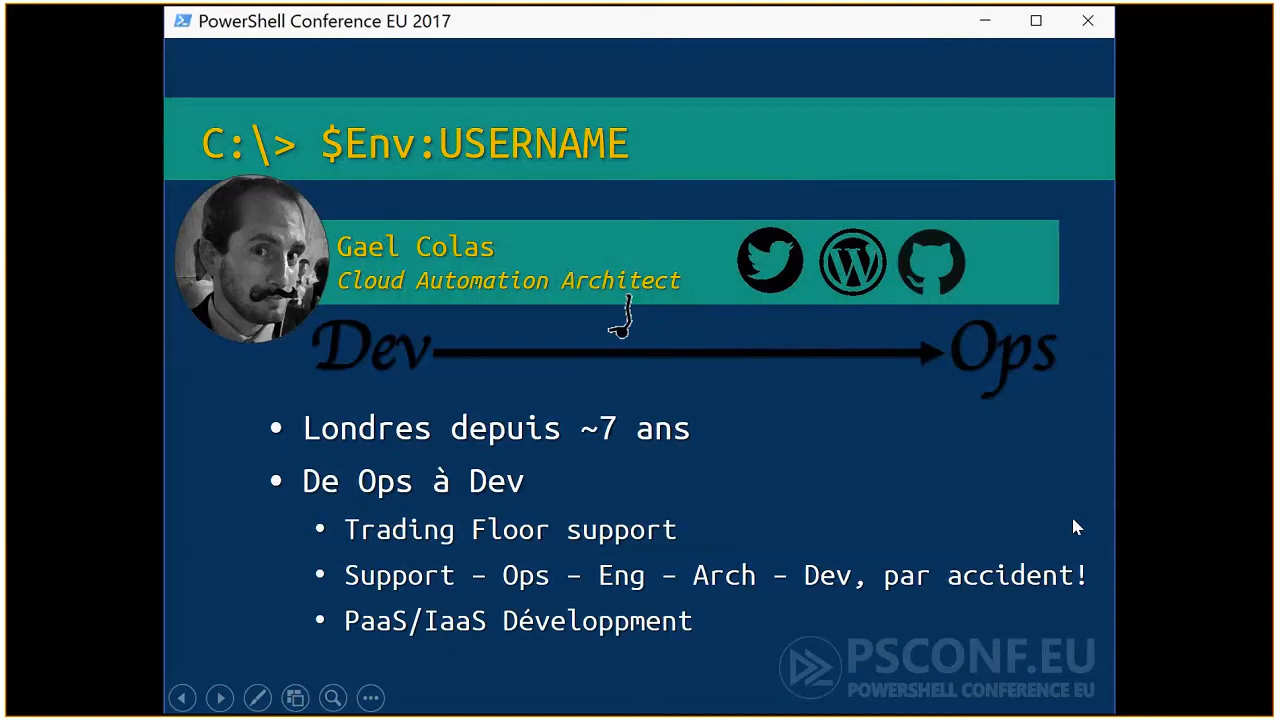 PowerShell Conference EU 2017
C:\> $Env:USERNAME
Gael Colas
Cloud Automation Architect
Dev
Ops
• Londres depuis ~7 ans
• De Ops à Dev
• Trading Floor support
• Support – Ops – Eng – Arch – Dev, par accident!
• PaaS/IaaS Développment
PSCONF.EU
POWERSHELL CONFERENCE EU